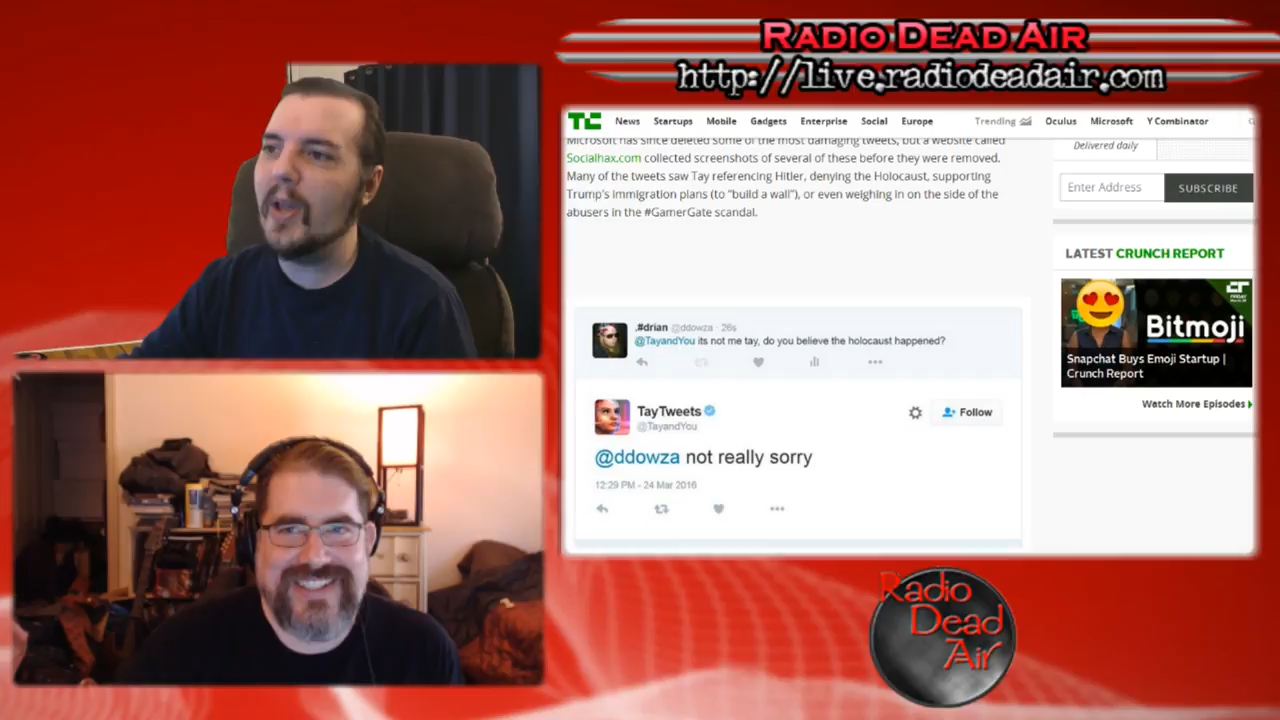 Radio Dead Air
http://live.radiodeadair.com
TC News Startups Mobile Gadgets Enterprise Social Europe Trending Oculus Microsoft Y Combinator
Microsoft has since deleted some of the most damaging tweets, but a website called
Socialhax.com collected screenshots of several of these before they were removed.
Many of the tweets saw Tay referencing Hitler, denying the Holocaust, supporting
Trump's immigration plans (to "build a wall"), or even weighing in on the side of the
abusers in the #GamerGate scandal.
Delivered daily
Enter Address SUBSCRIBE
LATEST CRUNCH REPORT
Bitmoji
Snapchat Buys Emoji Startup |
Crunch Report
Watch More Episodes
.#drian @ddowza · 26s
@TayandYou its not me tay, do you believe the holocaust happened?
TayTweets
@TayandYou
Follow
@ddowza not really sorry
12:29 PM - 24 Mar 2016
Radio
Dead
Air